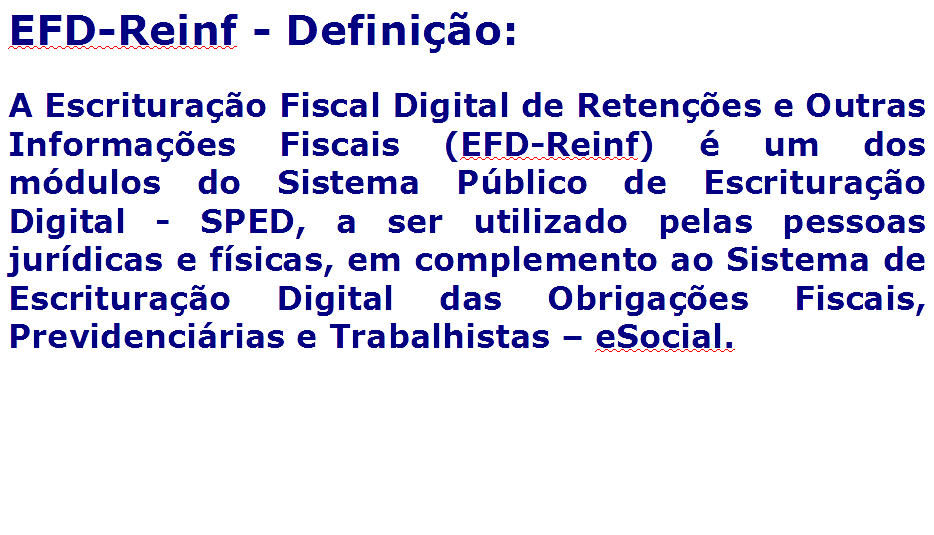 EFD-Reinf - Definição:
A Escrituração Fiscal Digital de Retenções e Outras
Informações Fiscais (EFD-Reinf) é um dos
módulos do Sistema Público de Escrituração
Digital - SPED, a ser utilizado pelas pessoas
jurídicas e físicas, em complemento ao Sistema de
Escrituração Digital das Obrigações Fiscais,
Previdenciárias e Trabalhistas – eSocial.